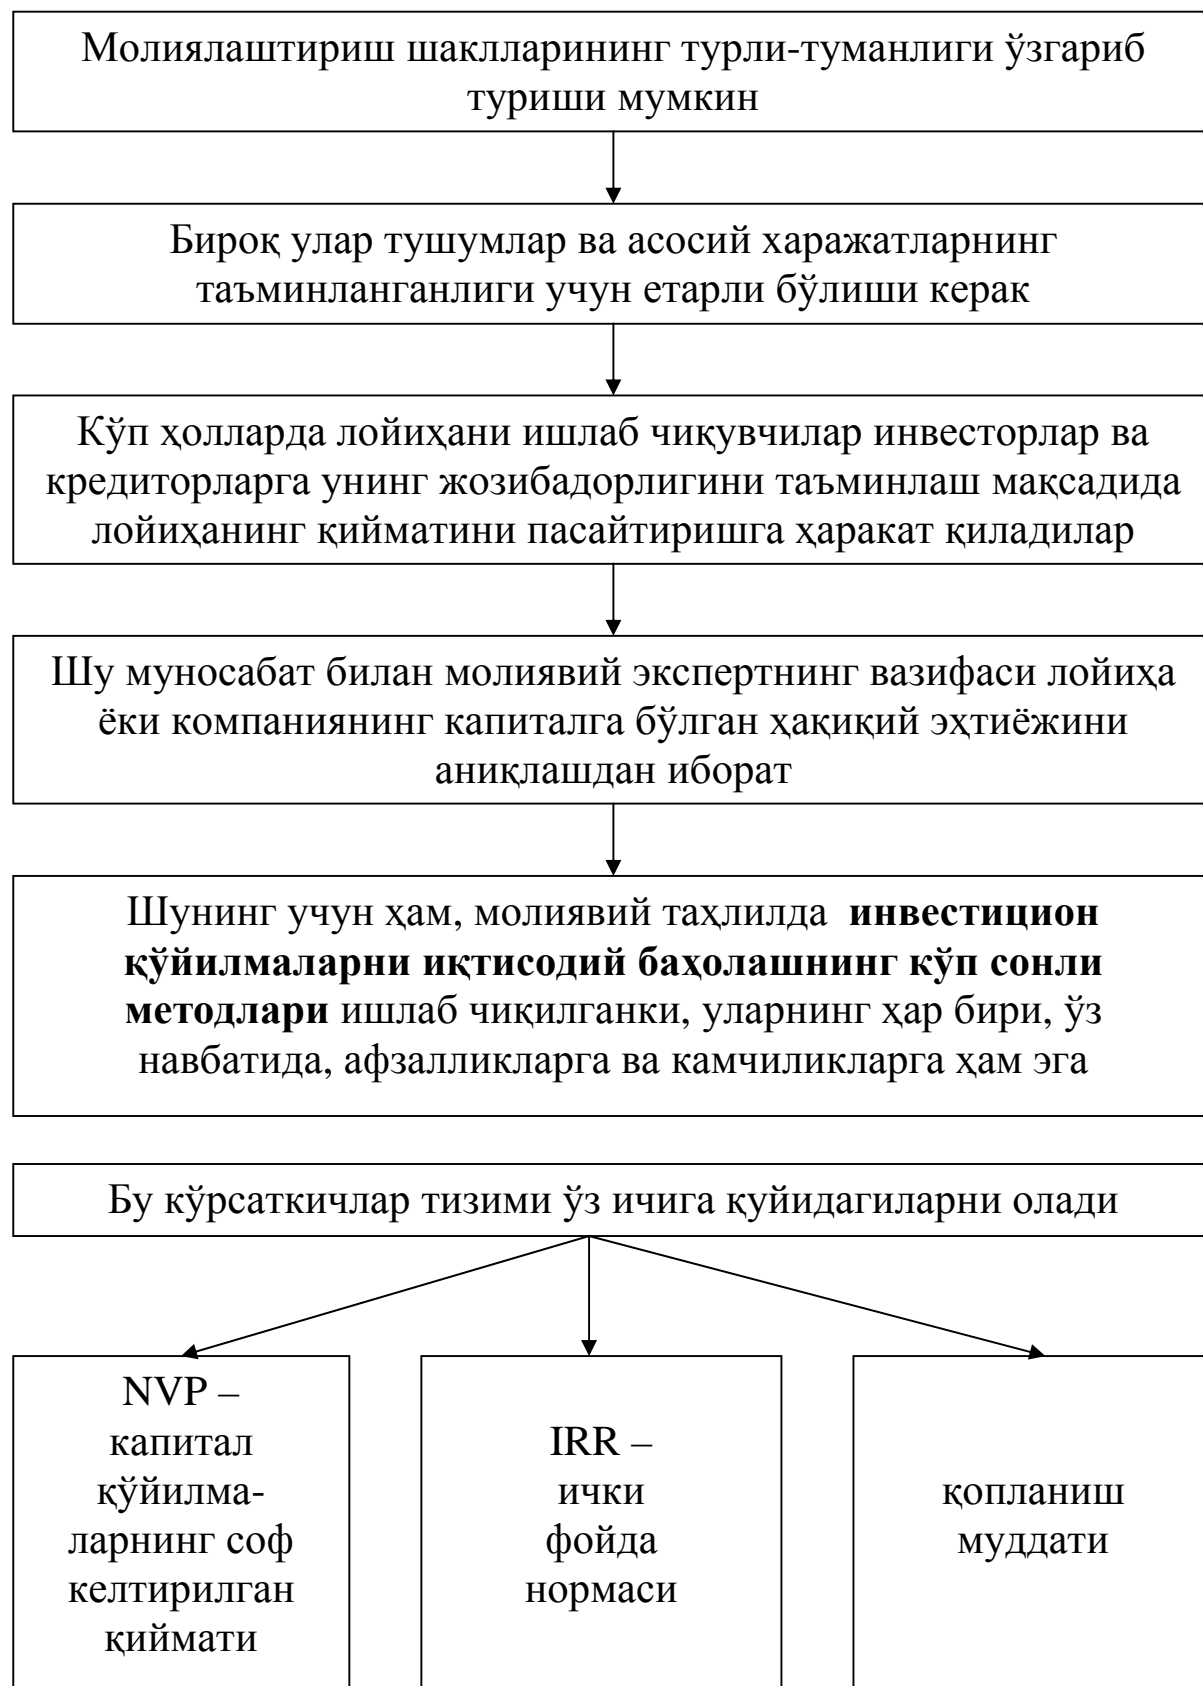 Молиялаштириш шаклларининг турли-туманлиги ўзгариб
туриши мумкин
Бироқ улар тушумлар ва асосий харажатларнинг
таъминланганлиги учун етарли бўлиши керак
Кўп ҳолларда лойиҳани ишлаб чиқувчилар инвесторлар ва
кредиторларга унинг жозибадорлигини таъминлаш мақсадида
лойиҳанинг қийматини пасайтиришга ҳаракат қиладилар
Шу муносабат билан молиявий экспертнинг вазифаси лойиҳа
ёки компаниянинг капиталга бўлган ҳақиқий эҳтиёжини
аниқлашдан иборат
Шунинг учун ҳам, молиявий таҳлилда инвестицион
қўйилмаларни иқтисодий баҳолашнинг кўп сонли
методлари ишлаб чиқилганки, уларнинг ҳар бири, ўз
навбатида, афзалликларга ва камчиликларга ҳам эга
Бу кўрсаткичлар тизими ўз ичига қуйидагиларни олади
NVP –
капитал
қўйилма-
ларнинг соф
келтирилган
қиймати
IRR –
ички
фойда
нормаси
қопланиш
муддати